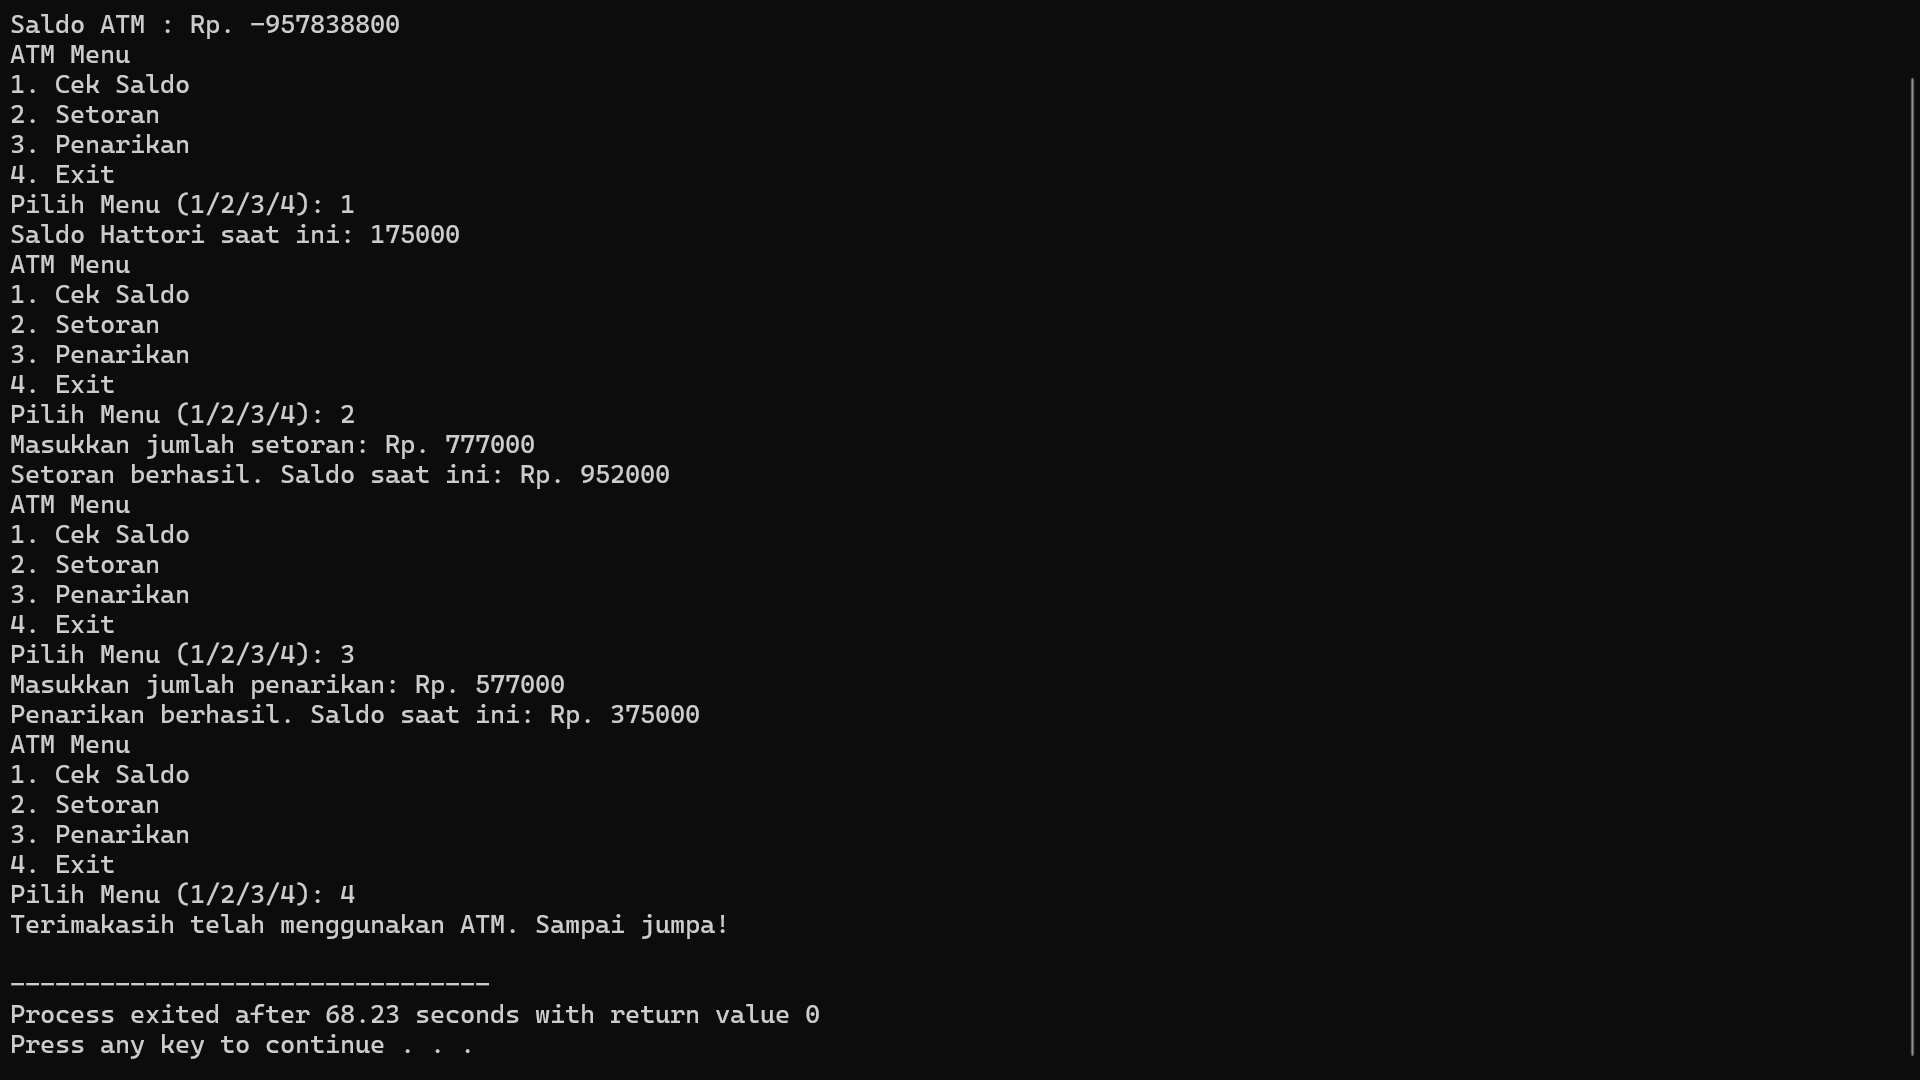 Saldo ATM : Rp. -957838800
ATM Menu
1. Cek Saldo
2. Setoran
3. Penarikan
4. Exit
Pilih Menu (1/2/3/4): 1
Saldo Hattori saat ini: 175000
ATM Menu
1. Cek Saldo
2. Setoran
3. Penarikan
4. Exit
Pilih Menu (1/2/3/4): 2
Masukkan jumlah setoran: Rp. 777000
Setoran berhasil. Saldo saat ini: Rp. 952000
ATM Menu
1. Cek Saldo
2. Setoran
3. Penarikan
4. Exit
Pilih Menu (1/2/3/4): 3
Masukkan jumlah penarikan: Rp. 577000
Penarikan berhasil. Saldo saat ini: Rp. 375000
ATM Menu
1. Cek Saldo
2. Setoran
3. Penarikan
4. Exit
Pilih Menu (1/2/3/4): 4
Terimakasih telah menggunakan ATM. Sampai jumpa!
--------------------------------
Process exited after 68.23 seconds with return value 0
Press any key to continue . . .